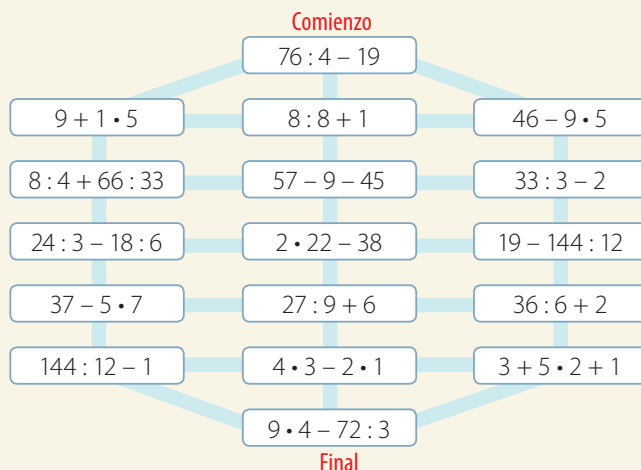 Comienzo
76 : 4 – 19
9 + 1 • 5
8 : 8 + 1
46 – 9 • 5
8 : 4 + 66 : 33
57 – 9 – 45
33 : 3 – 2
24 : 3 – 18 : 6
2 • 22 – 38
19 – 144 : 12
37 – 5 • 7
27 : 9 + 6
36 : 6 + 2
144 : 12 – 1
4 • 3 – 2 • 1
3 + 5 • 2 + 1
9 • 4 – 72 : 3
Final